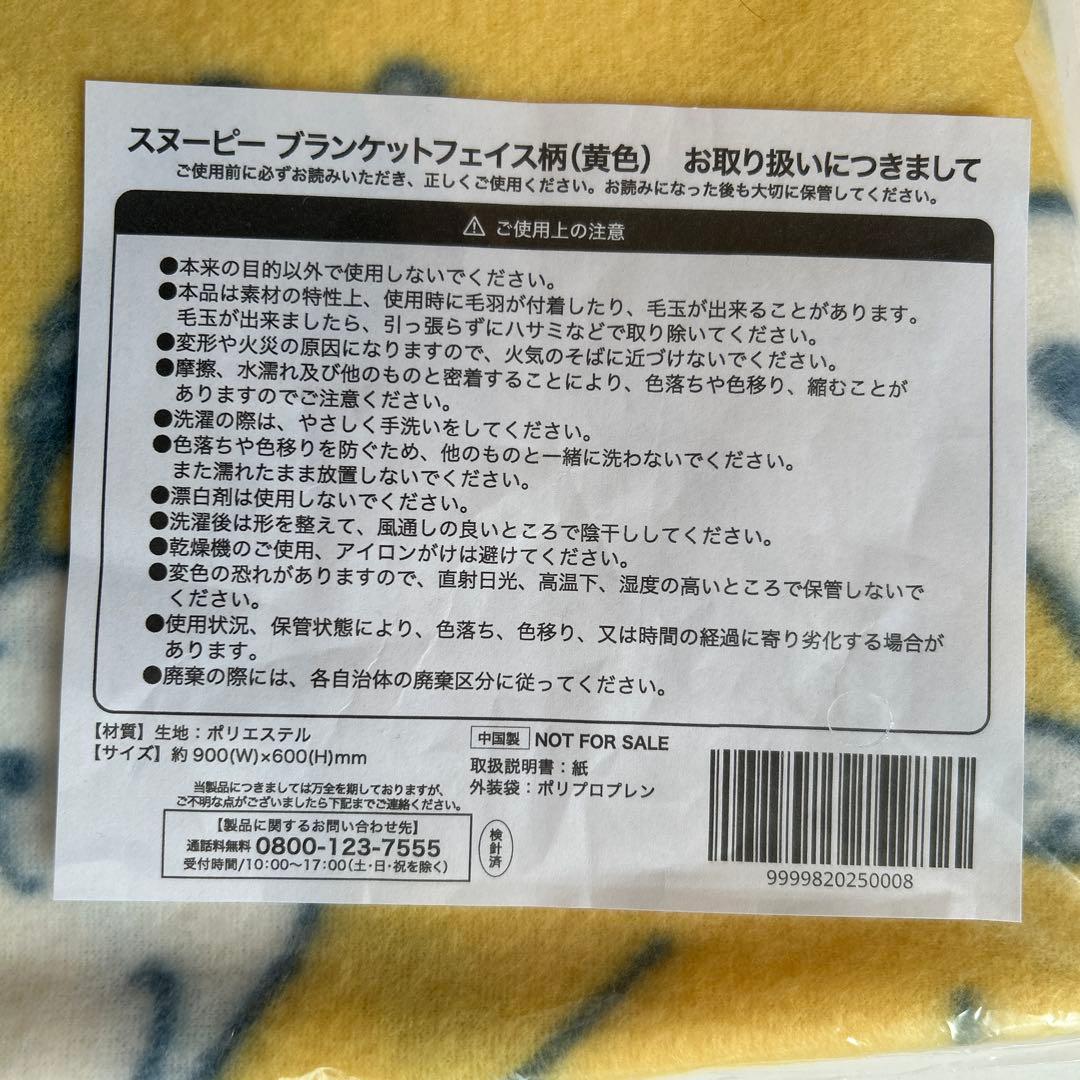 スヌーピー ブランケットフェイス柄（黄色）　お取り扱いにつきまして
ご使用前に必ずお読みいただき、正しくご使用ください。お読みになった後も大切に保管してください。
⚠ ご使用上の注意
●本来の目的以外で使用しないでください。
●本品は素材の特性上、使用時に毛羽が付着したり、毛玉が出来ることがあります。
毛玉が出来ましたら、引っ張らずにハサミなどで取り除いてください。
●変形や火災の原因になりますので、火気のそばに近づけないでください。
●摩擦、水濡れ及び他のものと密着することにより、色落ちや色移り、縮むことが
ありますのでご注意ください。
●洗濯の際は、やさしく手洗いをしてください。
●色落ちや色移りを防ぐため、他のものと一緒に洗わないでください。
また濡れたまま放置しないでください。
●漂白剤は使用しないでください。
●洗濯後は形を整えて、風通しの良いところで陰干ししてください。
●乾燥機のご使用、アイロンがけは避けてください。
●変色の恐れがありますので、直射日光、高温下、湿度の高いところで保管しないで
ください。
●使用状況、保管状態により、色落ち、色移り、又は時間の経過に寄り劣化する場合が
あります。
●廃棄の際には、各自治体の廃棄区分に従ってください。
【材質】生地：ポリエステル
【サイズ】約900(W)×600(H)mm
当製品につきましては万全を期しておりますが、
ご不明な点がございましたら下記までご連絡ください。
【製品に関するお問い合わせ先】
通話料無料 0800-123-7555
受付時間/10:00～17:00（土・日・祝を除く）
検針済
中国製 NOT FOR SALE
取扱説明書：紙
外装袋：ポリプロプレン
9999820250008